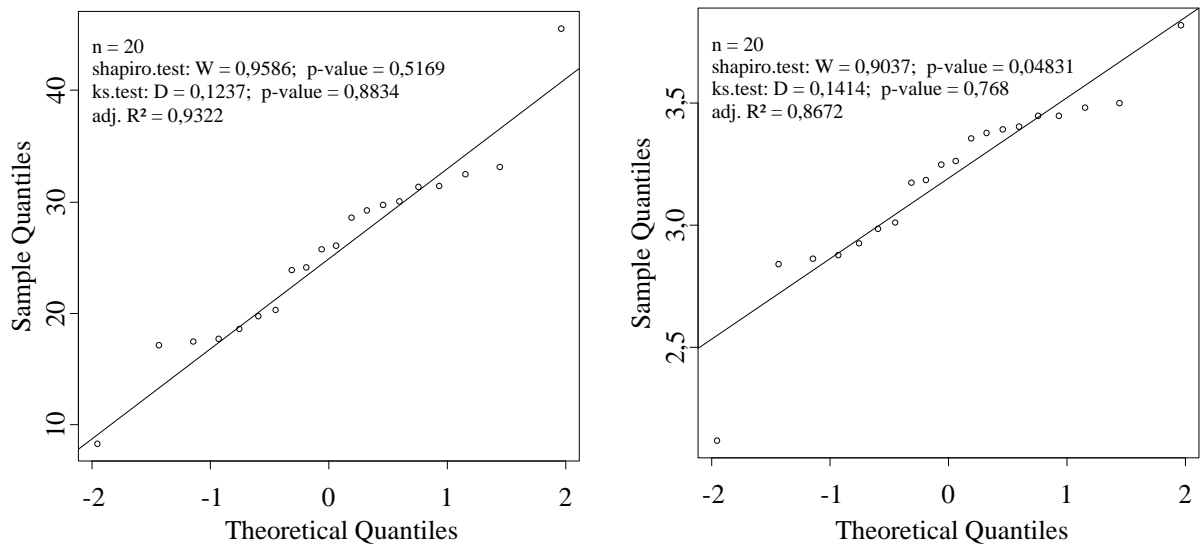 n = 20
shapiro.test: W = 0,9586; p-value = 0,5169
ks.test: D = 0,1237; p-value = 0,8834
adj. R² = 0,9322
Sample Quantiles
40
30
20
10
-2 -1 0 1 2
Theoretical Quantiles
n = 20
shapiro.test: W = 0,9037; p-value = 0,04831
ks.test: D = 0,1414; p-value = 0,768
adj. R² = 0,8672
Sample Quantiles
3,5
3,0
2,5
-2 -1 0 1 2
Theoretical Quantiles